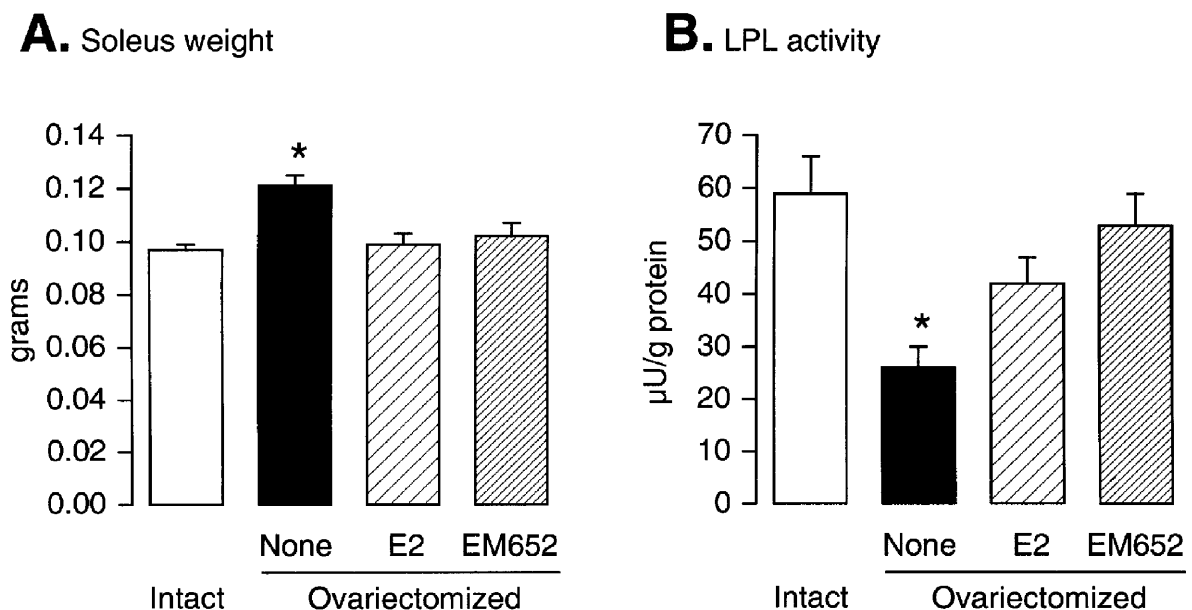 A. Soleus weight
grams
0.14
0.12
0.10
0.08
0.06
0.04
0.02
0.00
*
None E2 EM652
Intact Ovariectomized
B. LPL activity
µU/g protein
70
60
50
40
30
20
10
0
*
None E2 EM652
Intact Ovariectomized